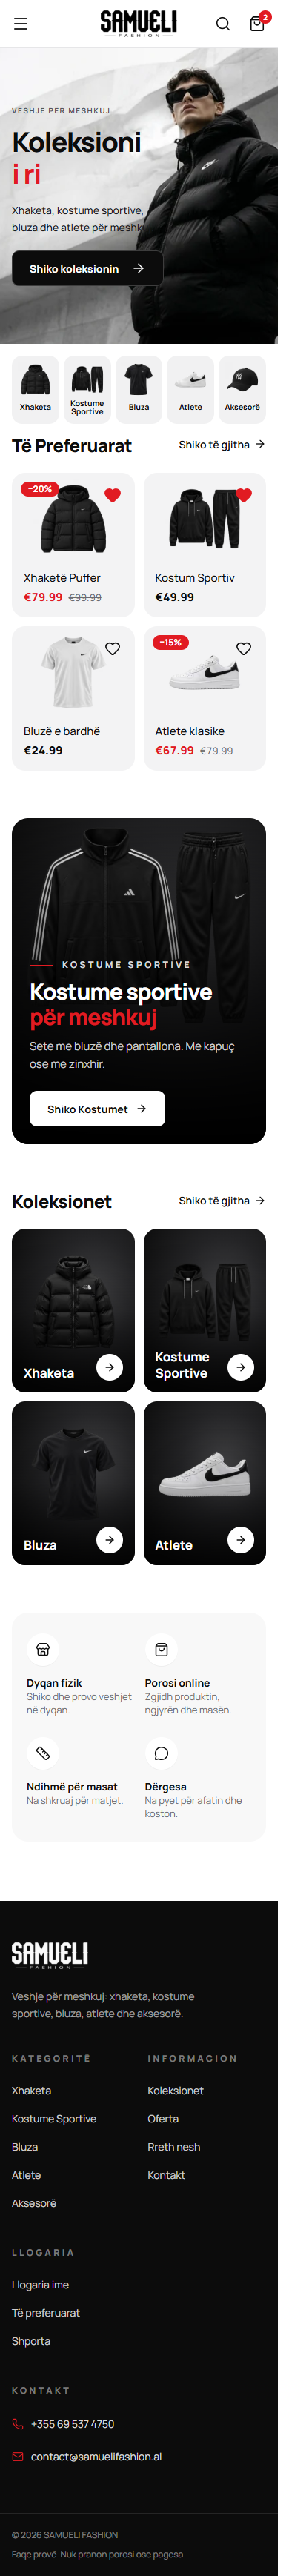 SAMUELI
FASHION
2
VESHJE PËR MESHKUJ
Koleksioni
i ri
Xhaketa, kostume sportive,
bluza dhe atlete për meshkuj
Shiko koleksionin
Xhaketa
Kostume
Sportive
Bluza
Atlete
Aksesorë
Të Preferuarat
Shiko të gjitha
-20%
Xhaketë Puffer
€79.99 €99.99
Kostum Sportiv
€49.99
Bluzë e bardhë
€24.99
-15%
Atlete klasike
€67.99 €79.99
KOSTUME SPORTIVE
Kostume sportive
për meshkuj
Sete me bluzë dhe pantallona. Me kapuç
ose me zinxhir.
Shiko Kostumet
Koleksionet
Shiko të gjitha
Xhaketa
Kostume
Sportive
Bluza
Atlete
Dyqan fizik
Shiko dhe provo veshjet
në dyqan.
Porosi online
Zgjidh produktin,
ngjyrën dhe masën.
Ndihmë për masat
Na shkruaj për matjet.
Dërgesa
Na pyet për afatin dhe
koston.
SAMUELI
FASHION
Veshje për meshkuj: xhaketa, kostume
sportive, bluza, atlete dhe aksesorë.
KATEGORITË
Xhaketa
Kostume Sportive
Bluza
Atlete
Aksesorë
INFORMACION
Koleksionet
Oferta
Rreth nesh
Kontakt
LLOGARIA
Llogaria ime
Të preferuarat
Shporta
KONTAKT
+355 69 537 4750
contact@samuelifashion.al
© 2026 SAMUELI FASHION
Faqe provë. Nuk pranon porosi ose pagesa.